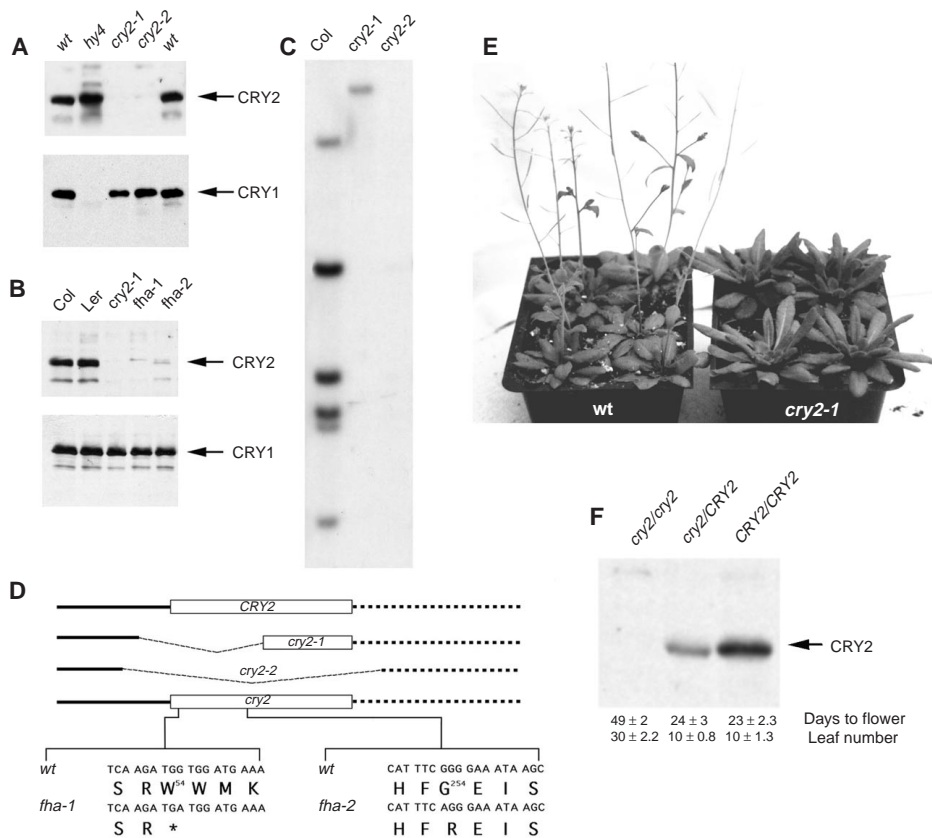 A
wt hy4 cry2-1 cry2-2 wt
CRY2
CRY1
B
Col Ler cry2-1 fha-1 fha-2
CRY2
CRY1
C
Col cry2-1 cry2-2
D
CRY2
cry2-1
cry2-2
cry2
wt TCA AGA TGG TGG ATG AAA
S R W54 W M K
fha-1 TCA AGA TGA TGG ATG AAA
S R *
wt CAT TTC GGG GAA ATA AGC
H F G254 E I S
fha-2 CAT TTC AGG GAA ATA AGC
H F R E I S
E
wt
cry2-1
F
cry2/cry2 cry2/CRY2 CRY2/CRY2
CRY2
49 ± 2 24 ± 3 23 ± 2.3 Days to flower
30 ± 2.2 10 ± 0.8 10 ± 1.3 Leaf number